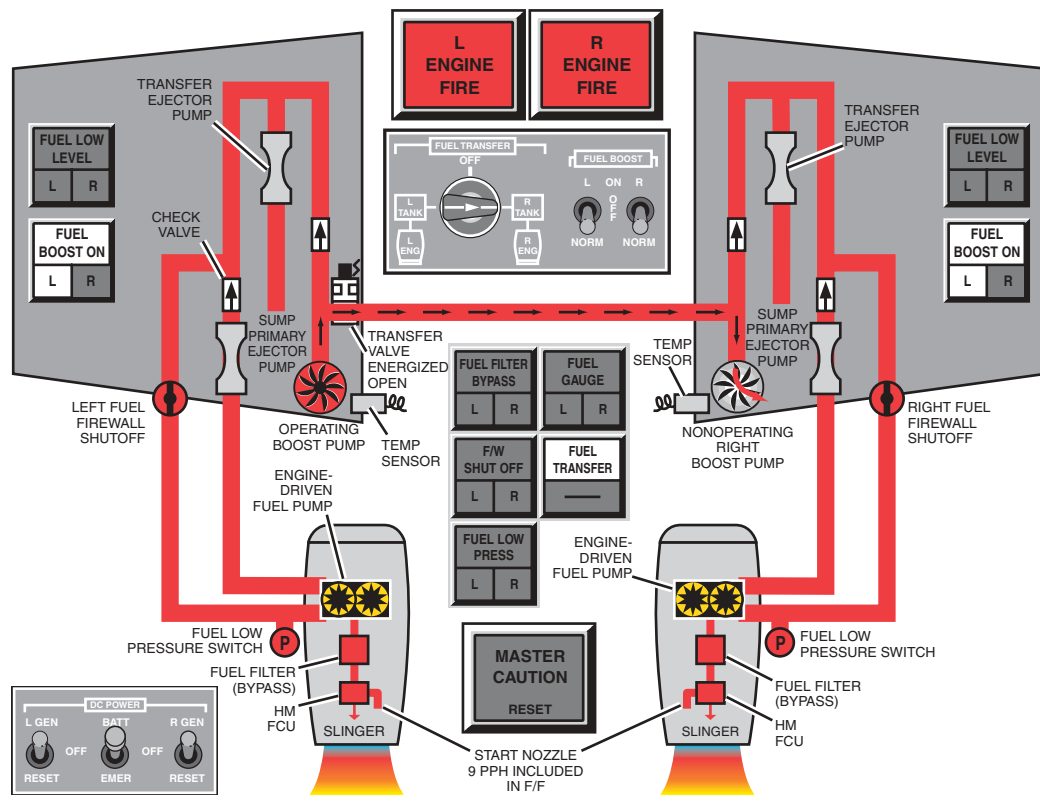 L
ENGINE
FIRE
R
ENGINE
FIRE
TRANSFER
EJECTOR
PUMP
TRANSFER
EJECTOR
PUMP
FUEL LOW
LEVEL
L R
FUEL LOW
LEVEL
L R
FUEL TRANSFER
OFF
L
TANK
R
TANK
L
ENG
R
ENG
FUEL BOOST
L ON R
OFF
NORM NORM
CHECK
VALVE
FUEL
BOOST ON
L R
FUEL
BOOST ON
L R
SUMP
PRIMARY
EJECTOR
PUMP
TRANSFER
VALVE
ENERGIZED
OPEN
SUMP
PRIMARY
EJECTOR
PUMP
TEMP
SENSOR
FUEL FILTER
BYPASS
L R
FUEL
GAUGE
L R
LEFT FUEL
FIREWALL
SHUTOFF
OPERATING
BOOST PUMP
TEMP
SENSOR
NONOPERATING
RIGHT
BOOST PUMP
RIGHT FUEL
FIREWALL
SHUTOFF
F/W
SHUT OFF
L R
FUEL
TRANSFER
ENGINE-
DRIVEN
FUEL PUMP
FUEL LOW
PRESS
L R
ENGINE-
DRIVEN
FUEL PUMP
P
FUEL LOW
PRESSURE SWITCH
P
FUEL LOW
PRESSURE SWITCH
FUEL FILTER
(BYPASS)
FUEL FILTER
(BYPASS)
MASTER
CAUTION
RESET
HM
FCU
SLINGER
HM
FCU
SLINGER
START NOZZLE
9 PPH INCLUDED
IN F/F
DC POWER
L GEN BATT R GEN
OFF OFF
RESET EMER RESET